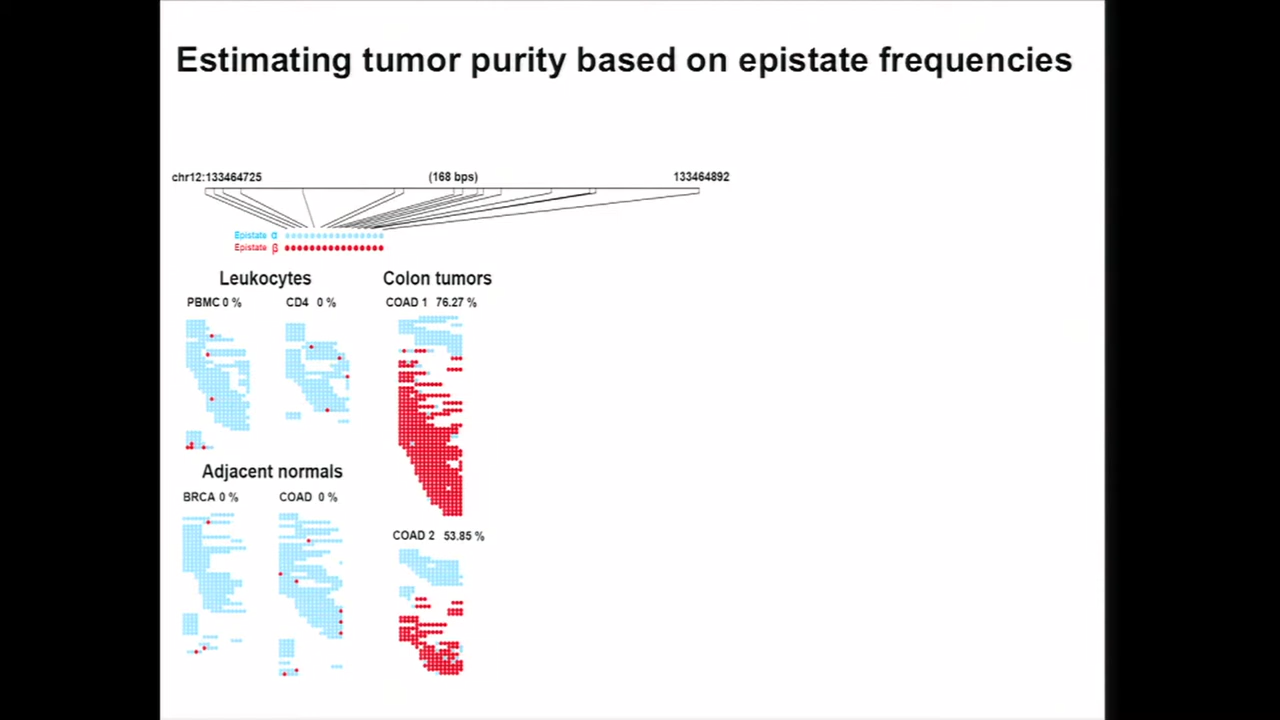 Estimating tumor purity based on epistate frequencies
chr12:133464725 (168 bps) 133464892
Epistate α
Epistate β
Leukocytes Colon tumors
PBMC 0 % CD4 0 % COAD 1 76.27 %
Adjacent normals
BRCA 0 % COAD 0 %
COAD 2 53.85 %